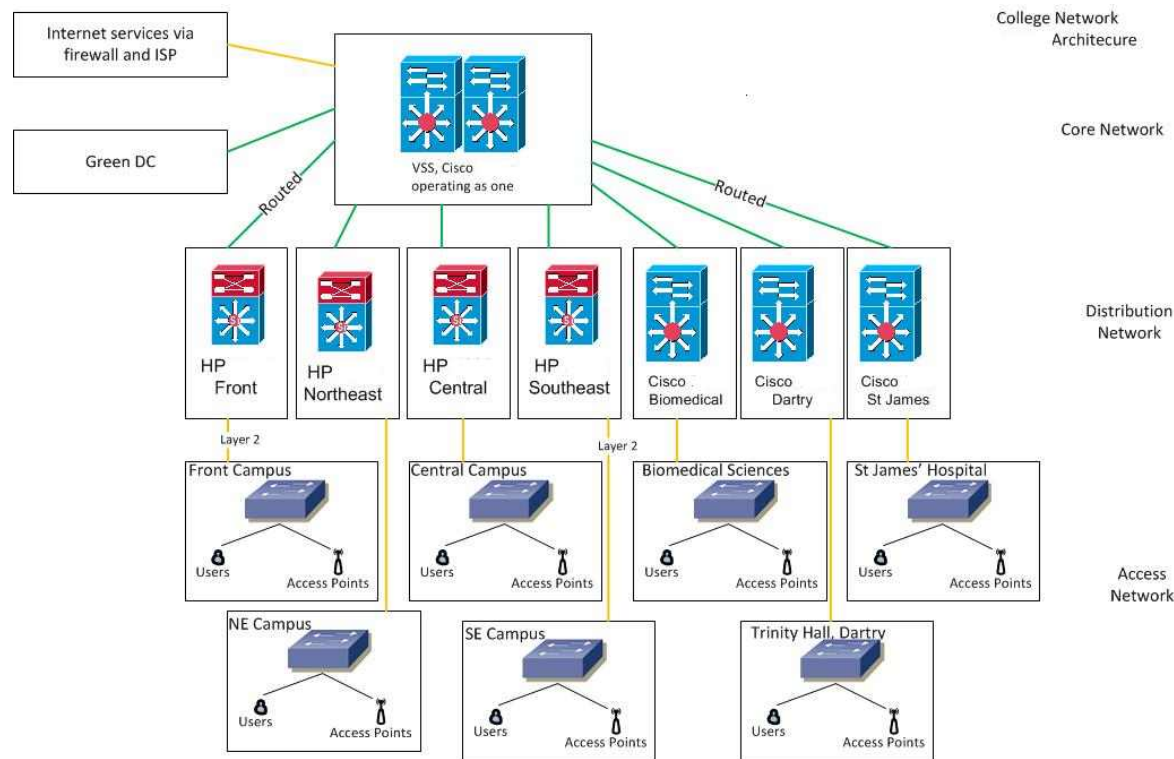 Internet services via
firewall and ISP
College Network
Architecure
Core Network
Green DC
VSS, Cisco
operating as one
Routed
Routed
HP
Front
HP
Northeast
HP
Central
HP
Southeast
Cisco
Biomedical
Cisco
Dartry
Cisco
St James
Distribution
Network
Layer 2
Layer 2
Front Campus
Users
Access Points
Central Campus
Users
Access Points
Biomedical Sciences
Users
Access Points
St James' Hospital
Users
Access Points
Access
Network
NE Campus
Users
Access Points
SE Campus
Users
Access Points
Trinity Hall, Dartry
Users
Access Points